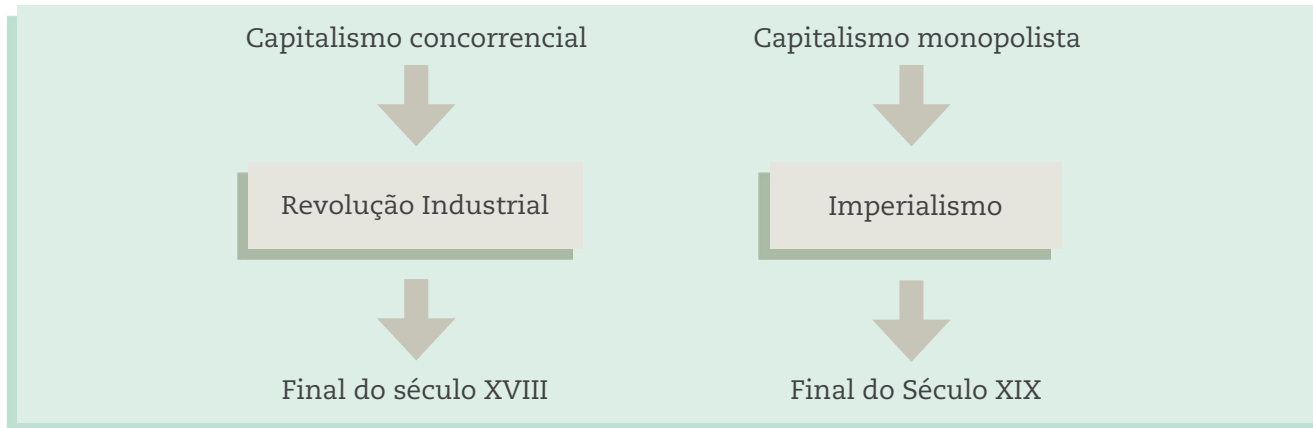 Capitalismo concorrencial
Revolução Industrial
Final do século XVIII
Capitalismo monopolista
Imperialismo
Final do Século XIX